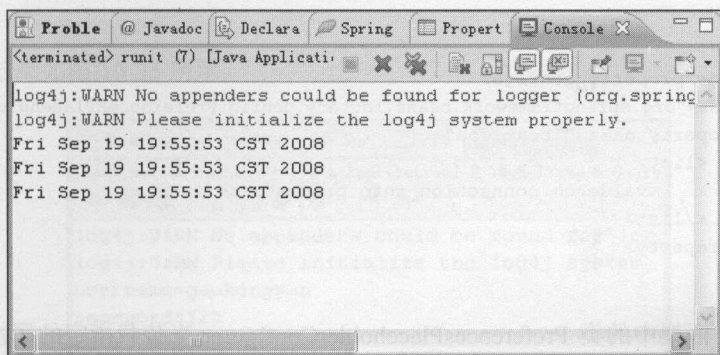 Proble @ Javadoc Declara Spring Propert Console
<terminated> runit (7) [Java Applicati
log4j:WARN No appenders could be found for logger (org.spring
log4j:WARN Please initialize the log4j system properly.
Fri Sep 19 19:55:53 CST 2008
Fri Sep 19 19:55:53 CST 2008
Fri Sep 19 19:55:53 CST 2008